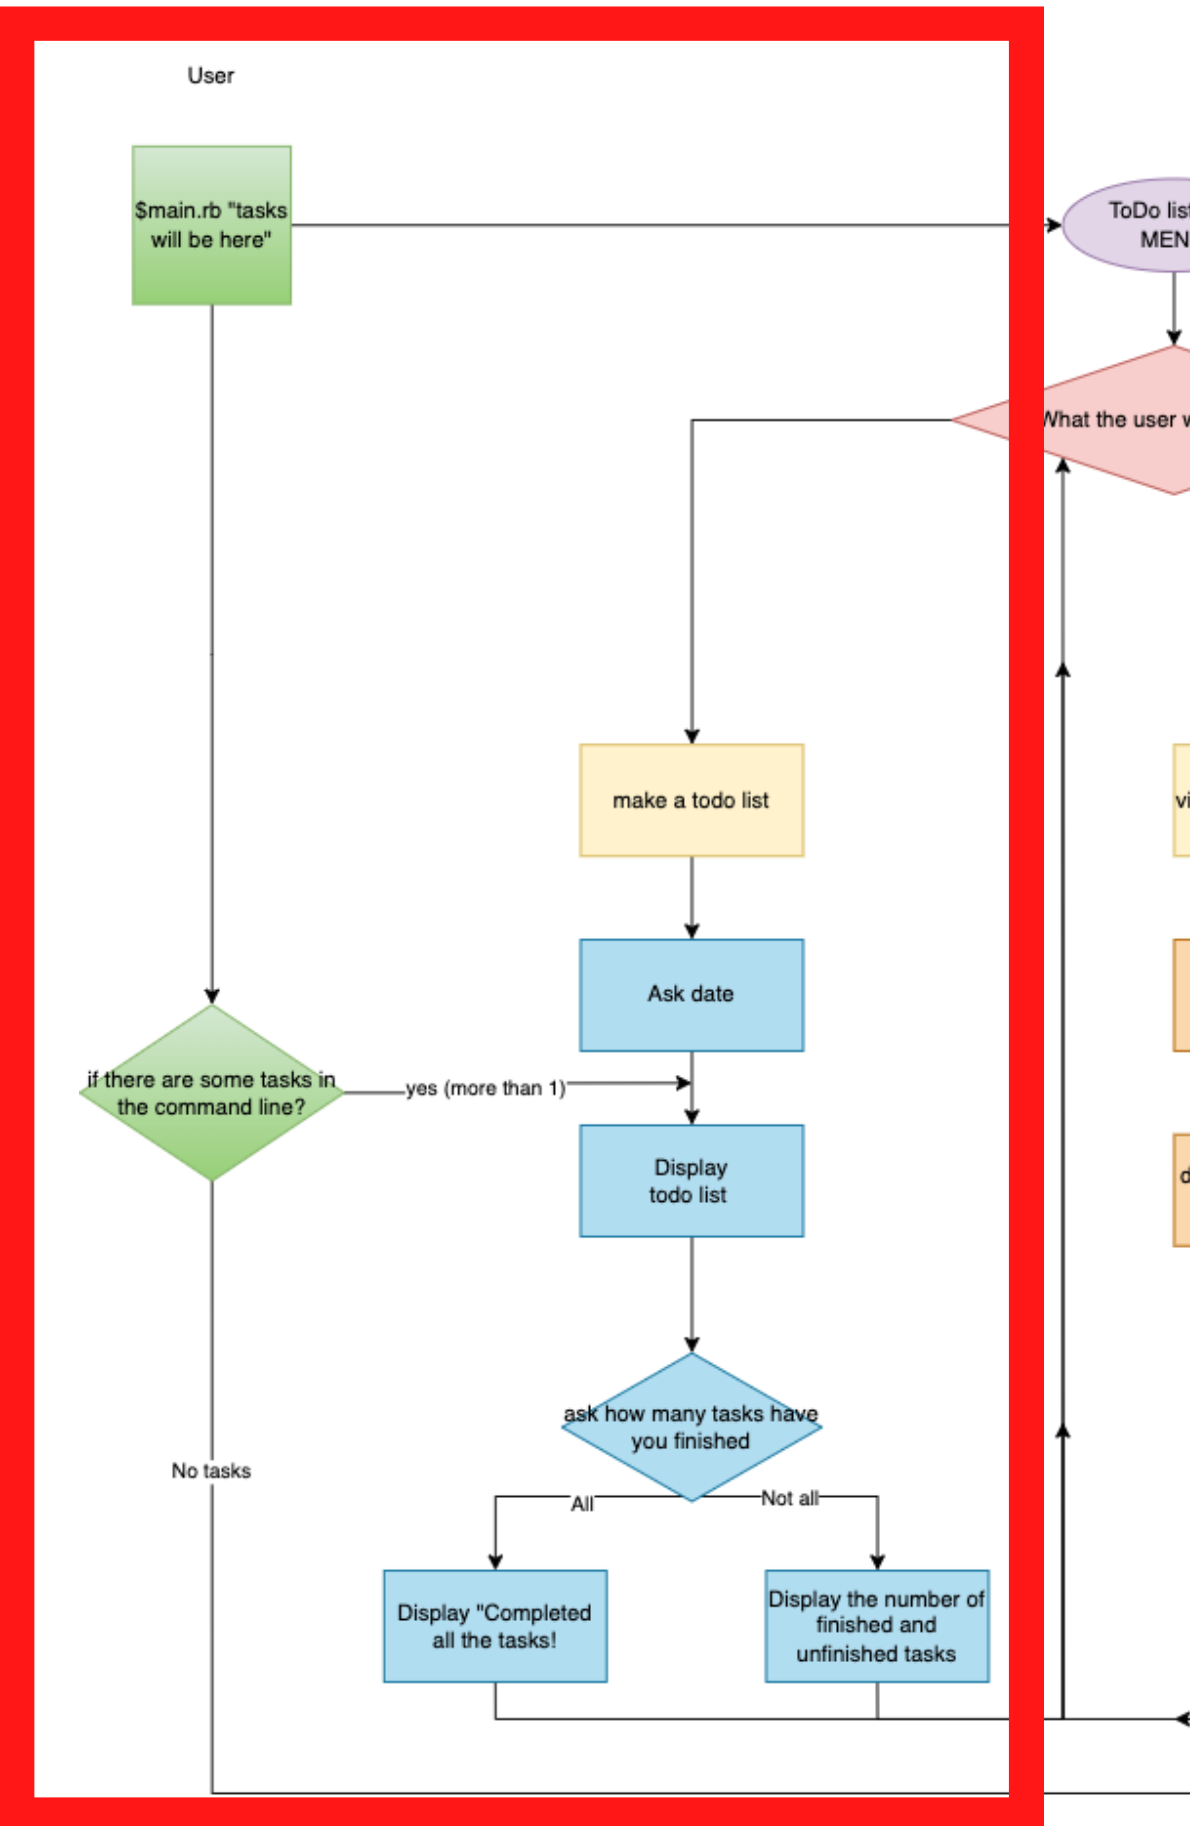 User
$main.rb "tasks
will be here"
ToDo list
MEN
What the user w
make a todo list
vi
Ask date
if there are some tasks in
the command line?
yes (more than 1)
Display
todo list
d
ask how many tasks have
you finished
No tasks
All
Not all
Display "Completed
all the tasks!
Display the number of
finished and
unfinished tasks